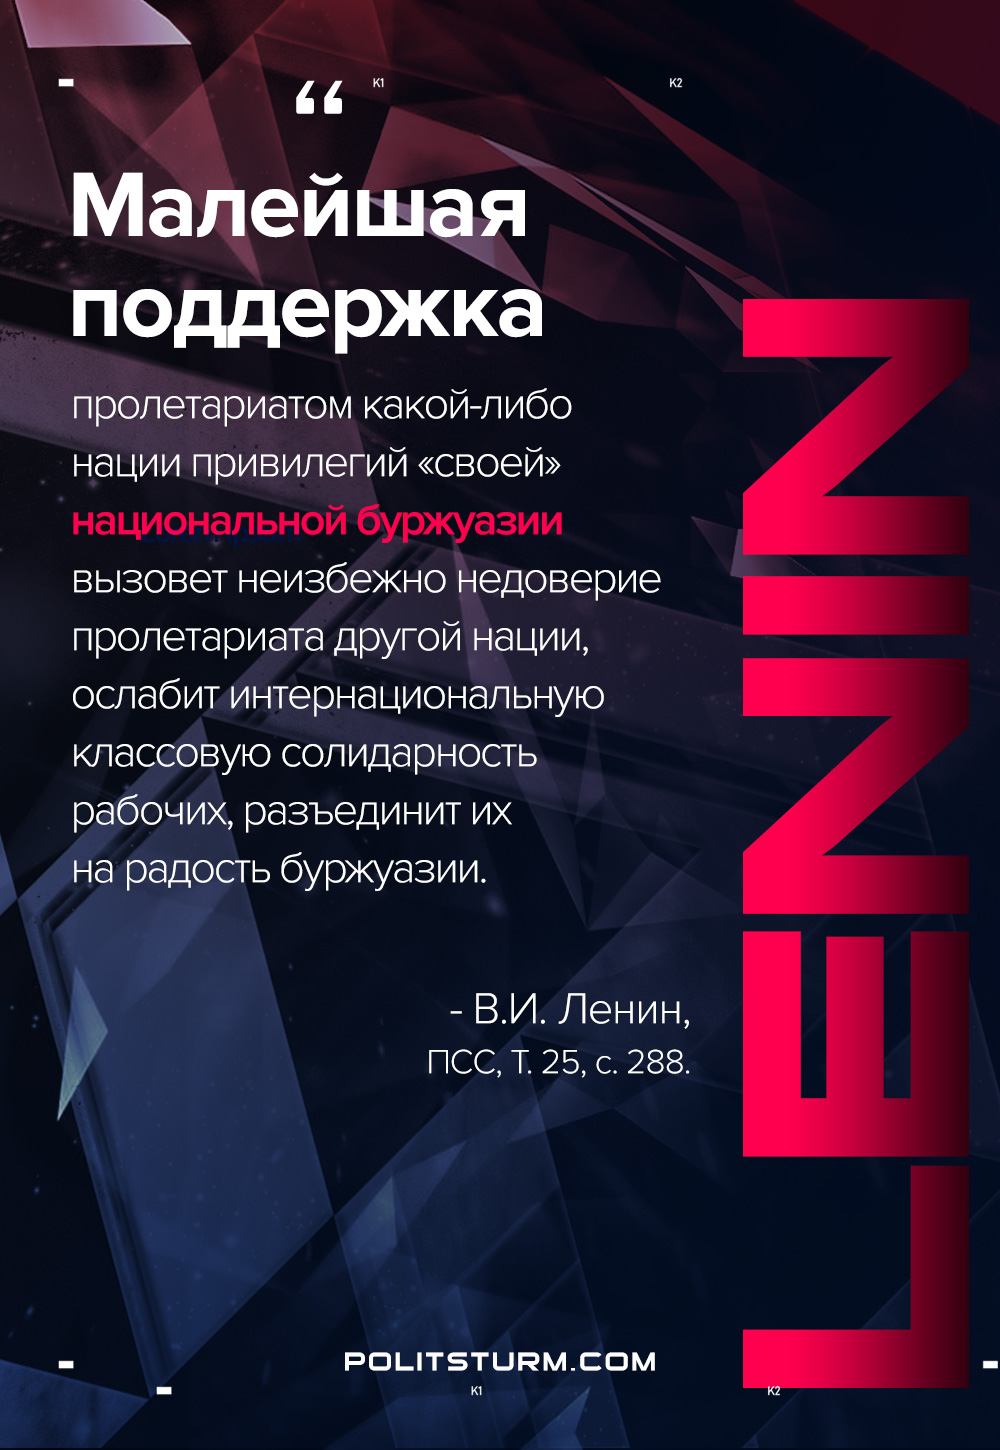 K1
K2
“
Малейшая
поддержка
пролетариатом какой-либо
нации привилегий «своей»
национальной буржуазии
вызовет неизбежно недоверие
пролетариата другой нации,
ослабит интернациональную
классовую солидарность
рабочих, разъединит их
на радость буржуазии.
- В.И. Ленин,
ПСС, Т. 25, с. 288.
LENIN
POLITSTURM.COM
K1
K2